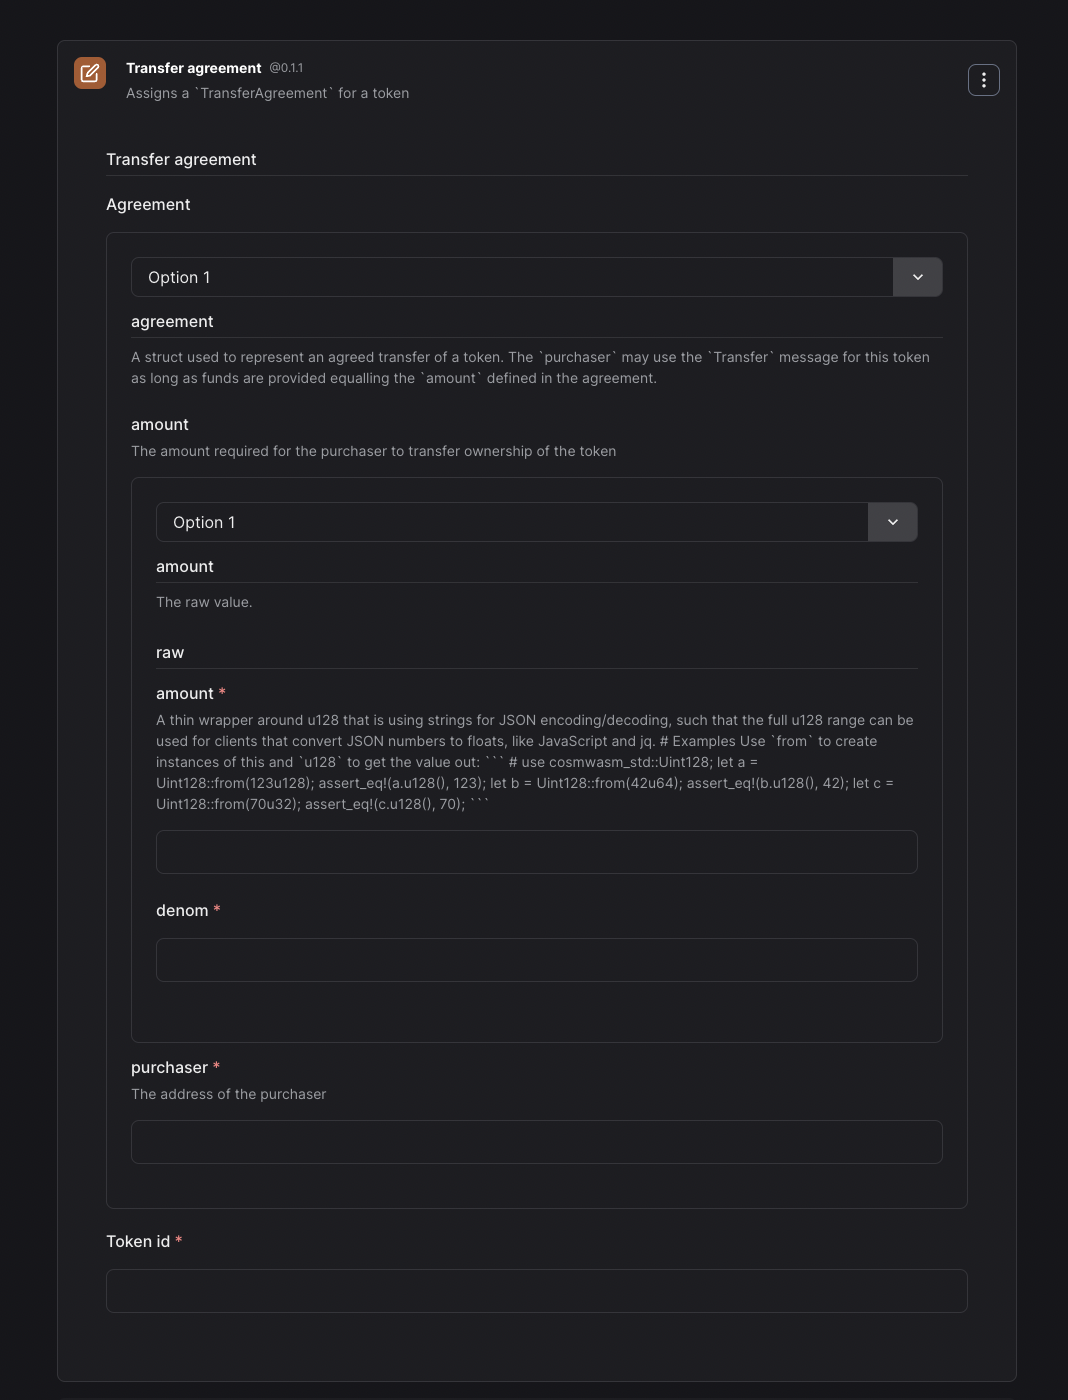 Transfer agreement @0.1.1
Assigns a `TransferAgreement` for a token
Transfer agreement
Agreement
Option 1
agreement
A struct used to represent an agreed transfer of a token. The `purchaser` may use the `Transfer` message for this token
as long as funds are provided equalling the `amount` defined in the agreement.
amount
The amount required for the purchaser to transfer ownership of the token
Option 1
amount
The raw value.
raw
amount *
A thin wrapper around u128 that is using strings for JSON encoding/decoding, such that the full u128 range can be
used for clients that convert JSON numbers to floats, like JavaScript and jq. # Examples Use `from` to create
instances of this and `u128` to get the value out: ``` # use cosmwasm_std::Uint128; let a =
Uint128::from(123u128); assert_eq!(a.u128(), 123); let b = Uint128::from(42u64); assert_eq!(b.u128(), 42); let c =
Uint128::from(70u32); assert_eq!(c.u128(), 70); ```
denom *
purchaser *
The address of the purchaser
Token id *